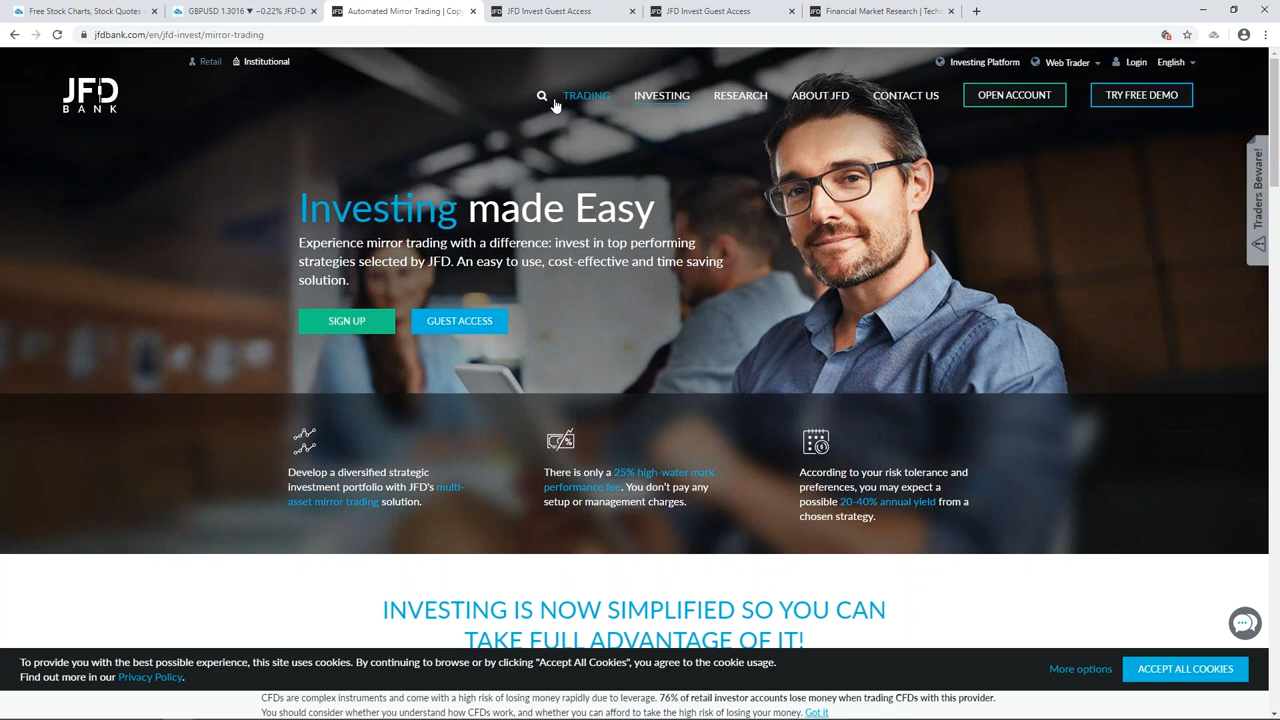 Free Stock Charts, Stock Quotes
GBPUSD 1.3016 ▼ −0.22% JFD-D
Automated Mirror Trading | Cop
JFD Invest Guest Access
JFD Invest Guest Access
Financial Market Research | Tech
jfdbank.com/en/jfd-invest/mirror-trading
Retail
Institutional
Investing Platform
Web Trader
Login
English
JFD
BANK
TRADING
INVESTING
RESEARCH
ABOUT JFD
CONTACT US
OPEN ACCOUNT
TRY FREE DEMO
Traders Beware!
Investing made Easy
Experience mirror trading with a difference: invest in top performing
strategies selected by JFD. An easy to use, cost-effective and time saving
solution.
SIGN UP
GUEST ACCESS
Develop a diversified strategic
investment portfolio with JFD's multi-
asset mirror trading solution.
There is only a 25% high-water mark
performance fee. You don't pay any
setup or management charges.
According to your risk tolerance and
preferences, you may expect a
possible 20-40% annual yield from a
chosen strategy.
INVESTING IS NOW SIMPLIFIED SO YOU CAN
TAKE FULL ADVANTAGE OF IT!
To provide you with the best possible experience, this site uses cookies. By continuing to browse or by clicking "Accept All Cookies", you agree to the cookie usage.
Find out more in our Privacy Policy.
More options
ACCEPT ALL COOKIES
CFDs are complex instruments and come with a high risk of losing money rapidly due to leverage. 76% of retail investor accounts lose money when trading CFDs with this provider.
You should consider whether you understand how CFDs work, and whether you can afford to take the high risk of losing your money. Got it